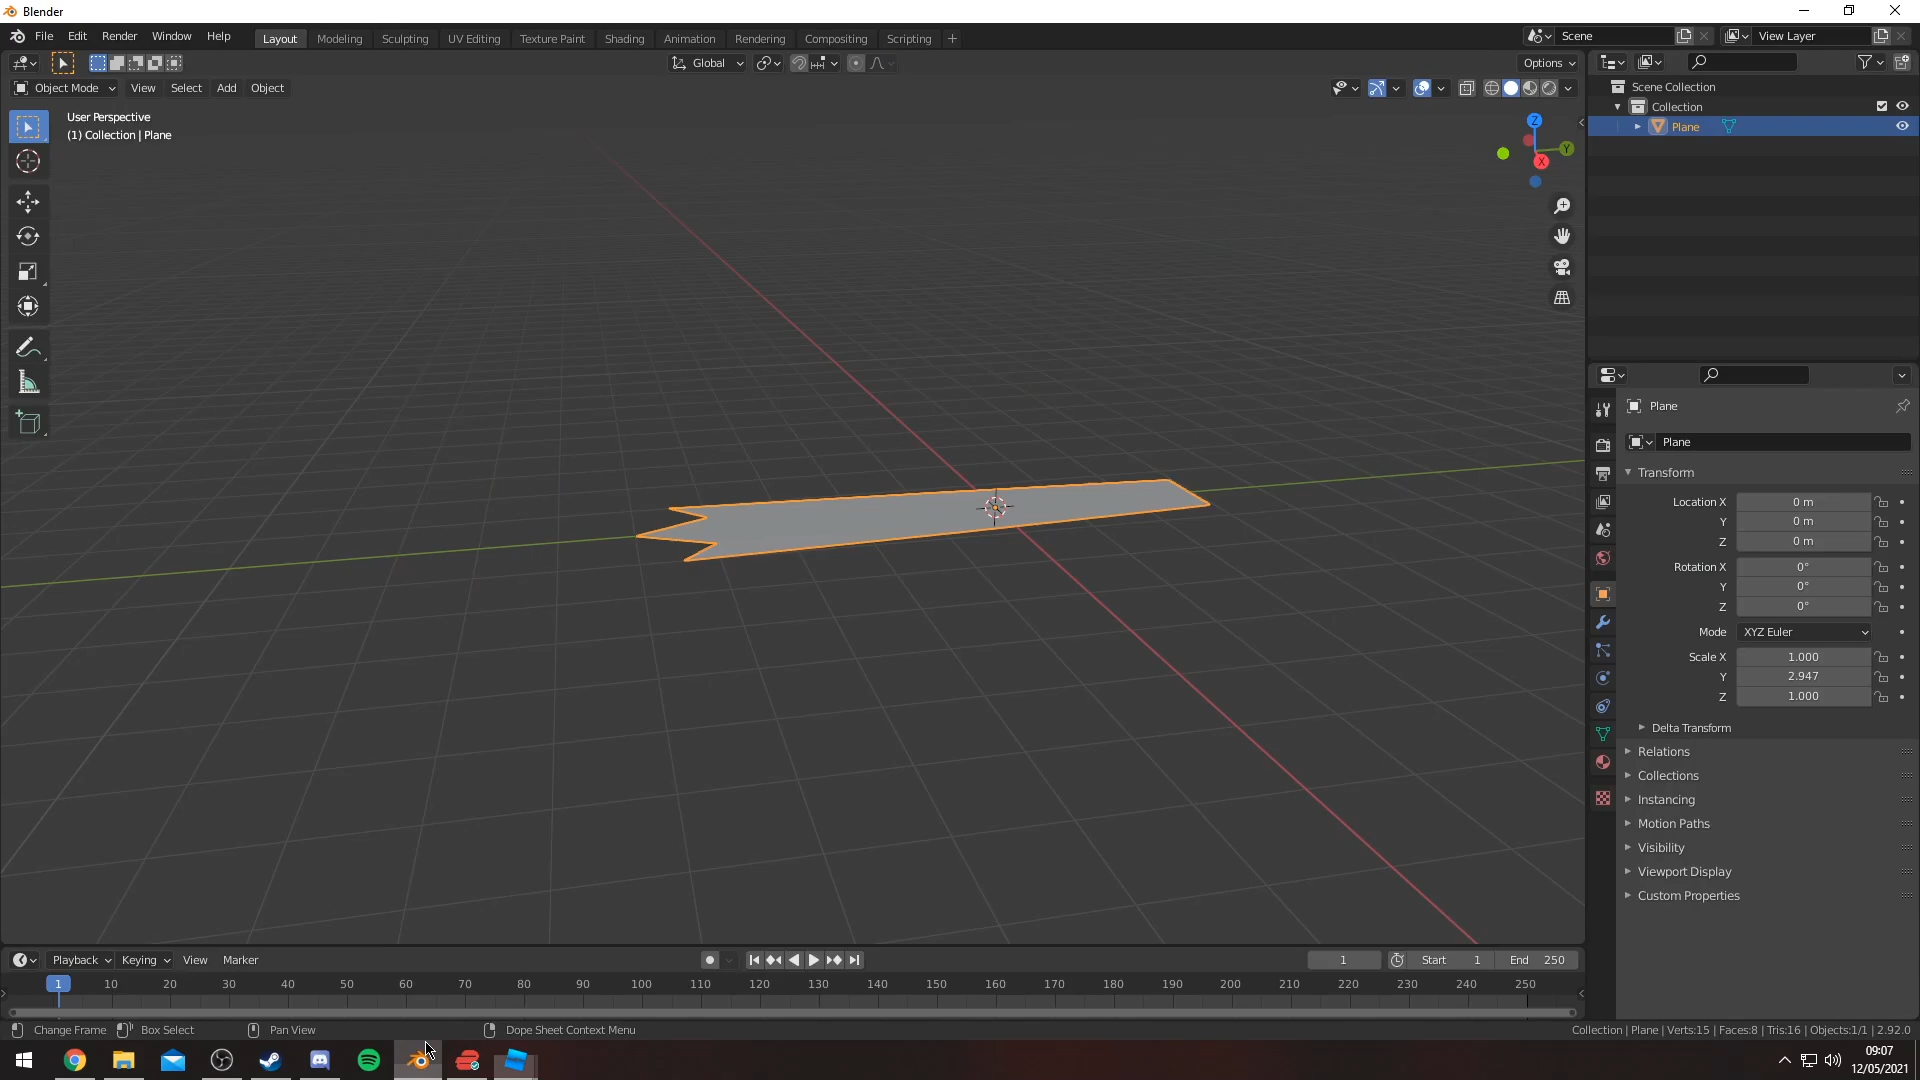 Blender
File Edit Render Window Help Layout Modeling Sculpting UV Editing Texture Paint Shading Animation Rendering Compositing Scripting + Scene View Layer
Global Options
Object Mode View Select Add Object
User Perspective
(1) Collection | Plane
Z
Y
X
Scene Collection
Collection
Plane
Plane
Plane
Transform
Location X 0 m
Y 0 m
Z 0 m
Rotation X 0°
Y 0°
Z 0°
Mode XYZ Euler
Scale X 1.000
Y 2.947
Z 1.000
Delta Transform
Relations
Collections
Instancing
Motion Paths
Visibility
Viewport Display
Custom Properties
Playback Keying View Marker 1 Start 1 End 250
1 10 20 30 40 50 60 70 80 90 100 110 120 130 140 150 160 170 180 190 200 210 220 230 240 250
Change Frame Box Select Pan View Dope Sheet Context Menu Collection | Plane | Verts:15 | Faces:8 | Tris:16 | Objects:1/1 | 2.92.0
09:07
12/05/2021